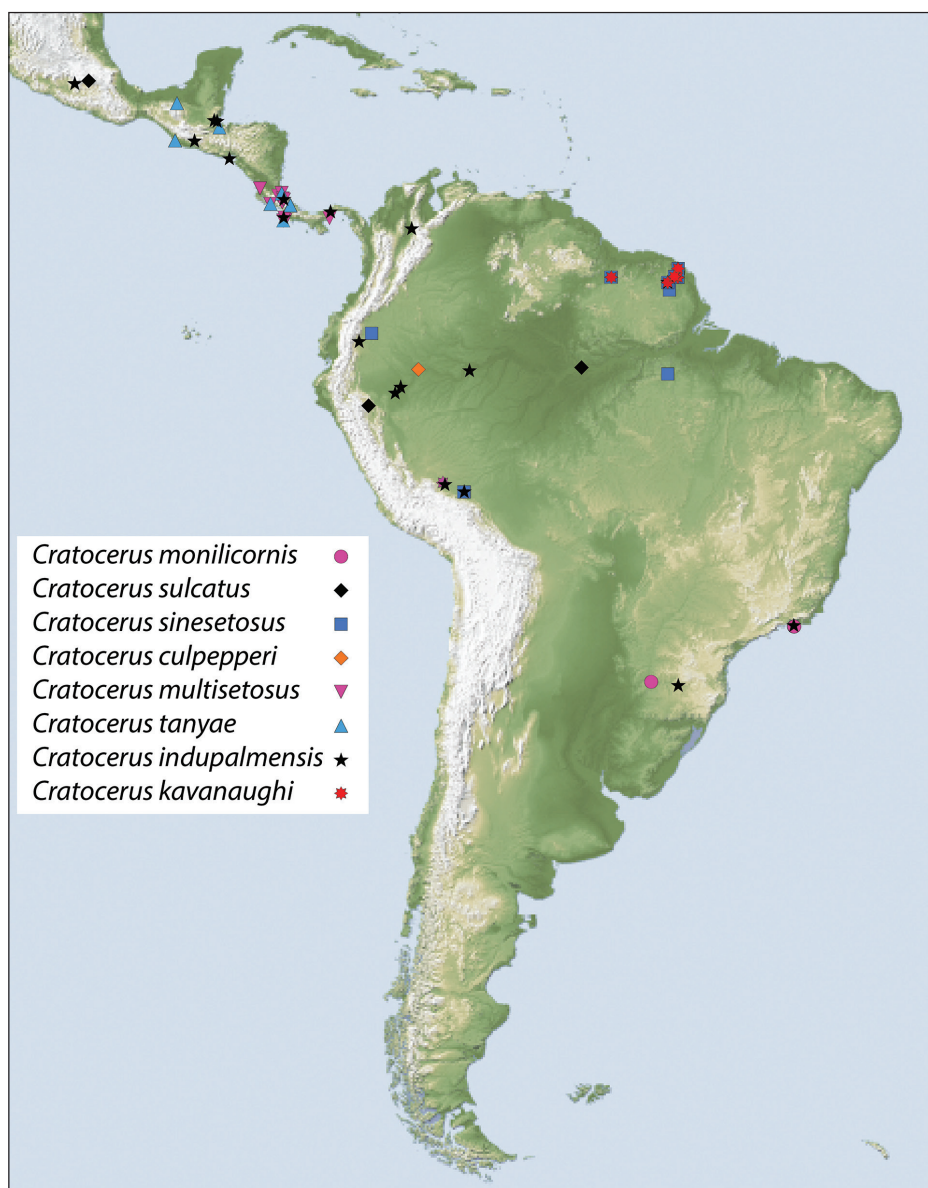 Cratocerus monilicornis
Cratocerus sulcatus
Cratocerus sinesetosus
Cratocerus culpepperi
Cratocerus multisetosus
Cratocerus tanyae
Cratocerus indupalmensis
Cratocerus kavanaughi